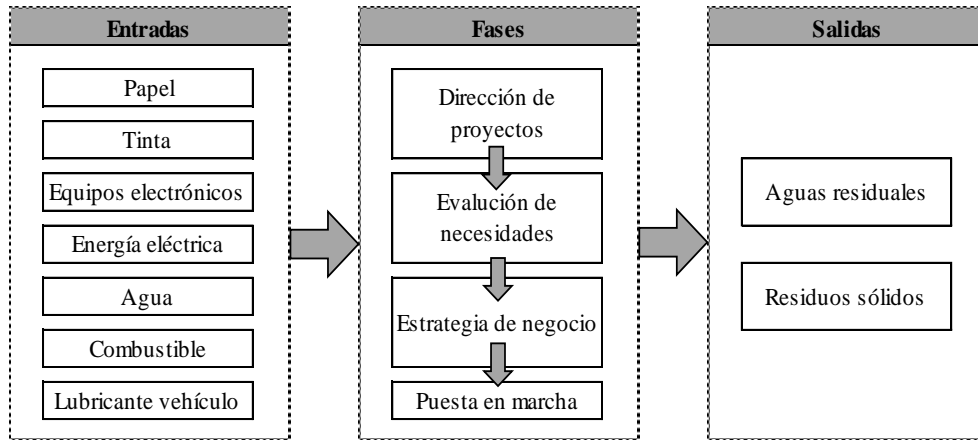 Entradas
Papel
Tinta
Equipos electrónicos
Energía eléctrica
Agua
Combustible
Lubricante vehículo
Fases
Dirección de
proyectos
Evalución de
necesidades
Estrategia de negocio
Puesta en marcha
Salidas
Aguas residuales
Residuos sólidos